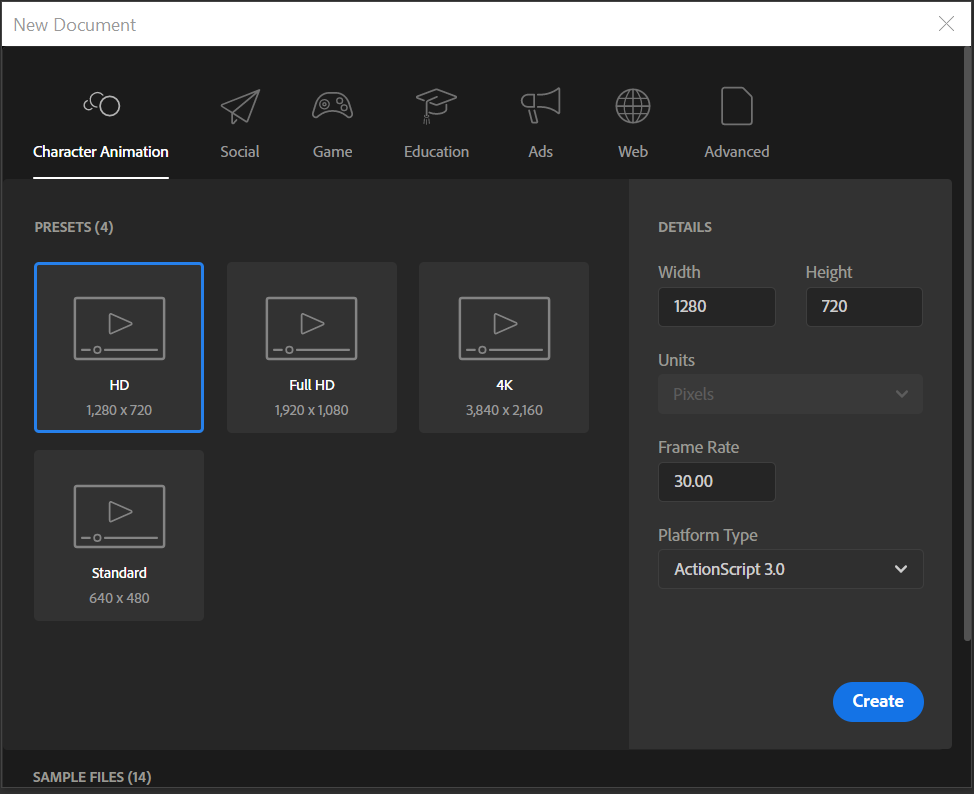 New Document
Character Animation Social Game Education Ads Web Advanced
PRESETS (4)
HD
1,280 x 720
Full HD
1,920 x 1,080
4K
3,840 x 2,160
Standard
640 x 480
DETAILS
Width Height
1280 720
Units
Pixels
Frame Rate
30.00
Platform Type
ActionScript 3.0
Create
SAMPLE FILES (14)